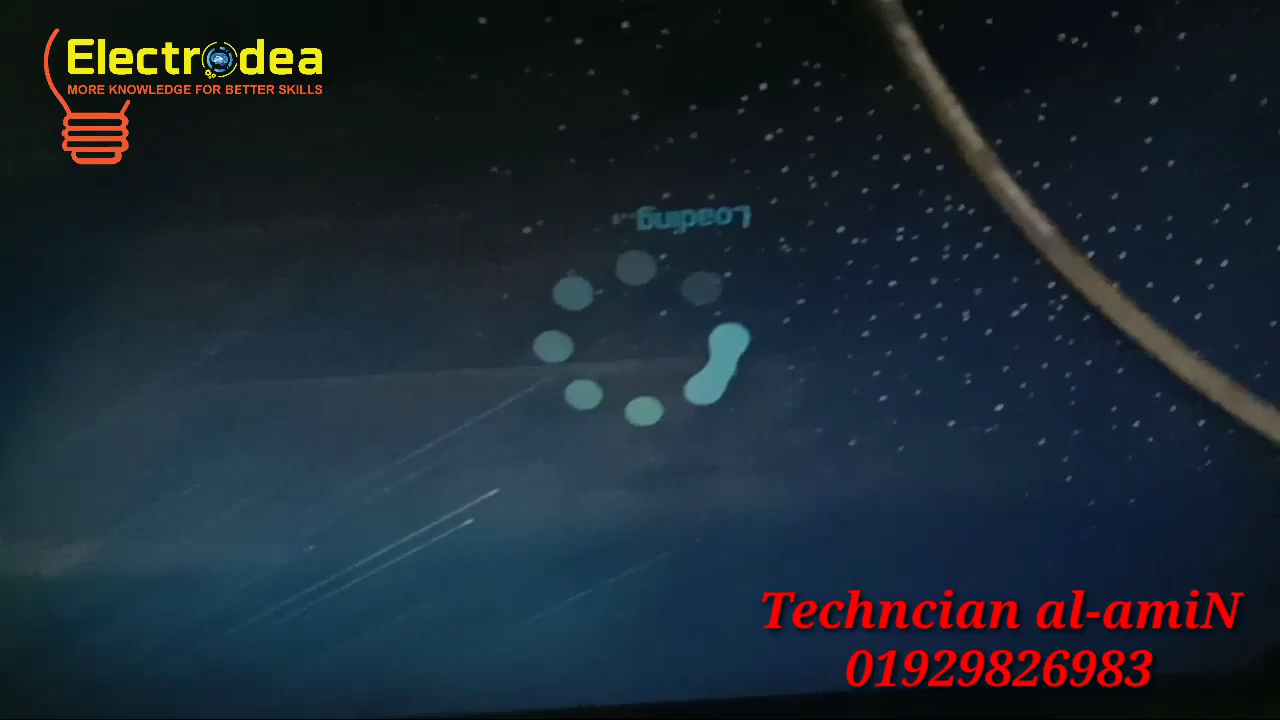 Electrodea
MORE KNOWLEDGE FOR BETTER SKILLS
Loading...
Techncian al-amiN
01929826983